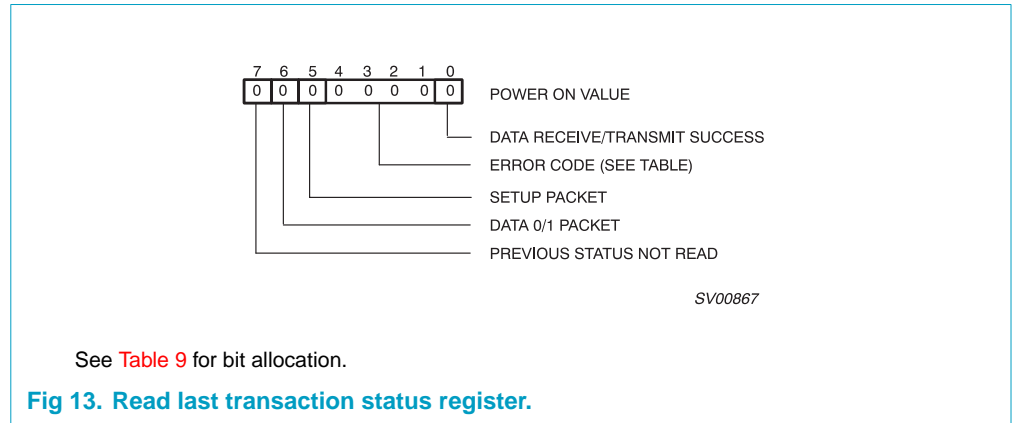 7 6 5 4 3 2 1 0
0 0 0 0 0 0 0 0 POWER ON VALUE
DATA RECEIVE/TRANSMIT SUCCESS
ERROR CODE (SEE TABLE)
SETUP PACKET
DATA 0/1 PACKET
PREVIOUS STATUS NOT READ
SV00867
See Table 9 for bit allocation.
Fig 13. Read last transaction status register.